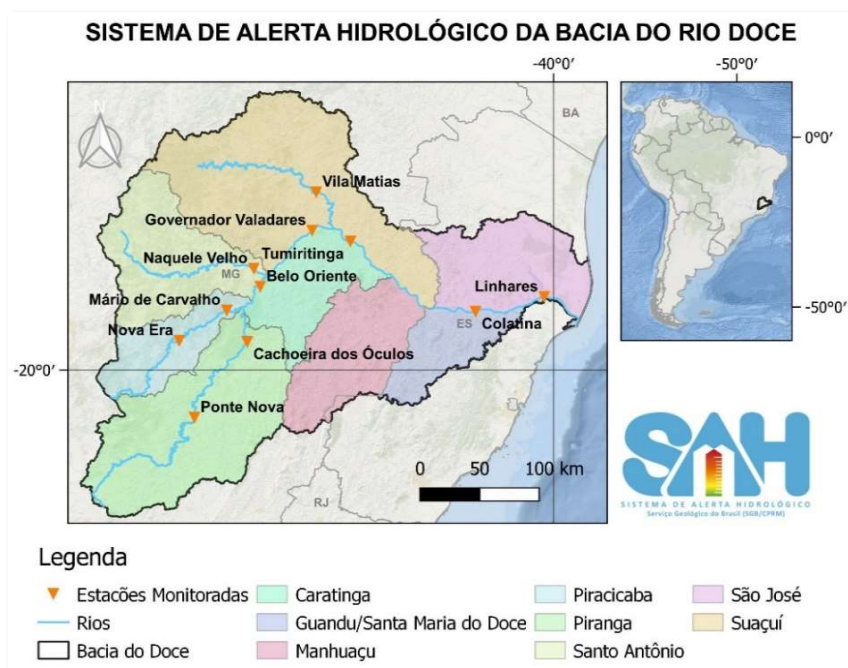 SISTEMA DE ALERTA HIDROLÓGICO DA BACIA DO RIO DOCE
-40°0'
-50°0'
N
BA
0°0'
Vila Matias
Governador Valadares
Tumiritinga
Naquele Velho
MG
Belo Oriente
Linhares
Mário de Carvalho
-50°0'
Nova Era
ES
Colatina
Cachoeira dos Óculos
-20°0'
Ponte Nova
0 50 100 km
RJ
SAH
SISTEMA DE ALERTA HIDROLÓGICO
Serviço Geológico do Brasil (SGB/CPRM)
Legenda
Estacões Monitoradas
Rios
Bacia do Doce
Caratinga
Guandu/Santa Maria do Doce
Manhuaçu
Piracicaba
Piranga
Santo Antônio
São José
Suaçuí